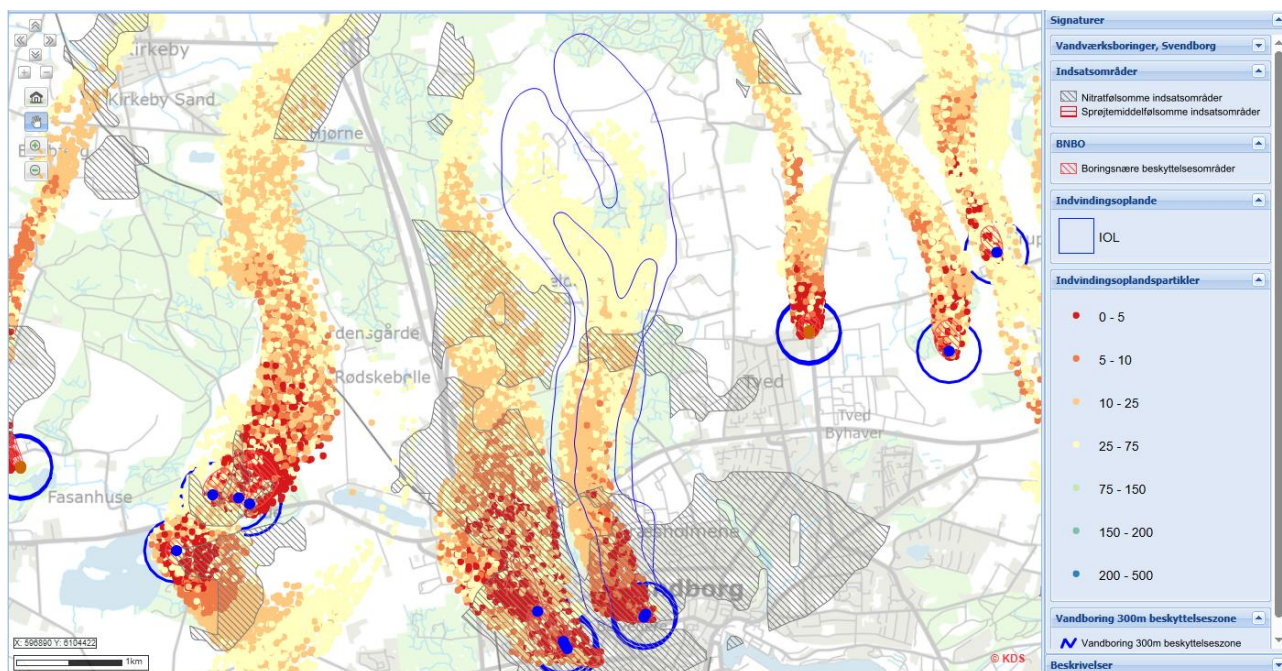 Kirkeby
Kirkeby Sand
Hjørne
densgårde
Rødskebølle
Tved
Tved
Byhaver
Fasanhuse
dborg
X: 596890 Y: 6104422
1km
© KDS
Signaturer
Vandværksboringer, Svendborg
Indsatsområder
Nitratfølsomme indsatsområder
Sprøjtemiddelfølsomme indsatsområder
BNBO
Boringsnære beskyttelsesområder
Indvindingsoplande
IOL
Indvindingsoplandspartikler
0 - 5
5 - 10
10 - 25
25 - 75
75 - 150
150 - 200
200 - 500
Vandboring 300m beskyttelseszone
Vandboring 300m beskyttelseszone
Beskrivelser